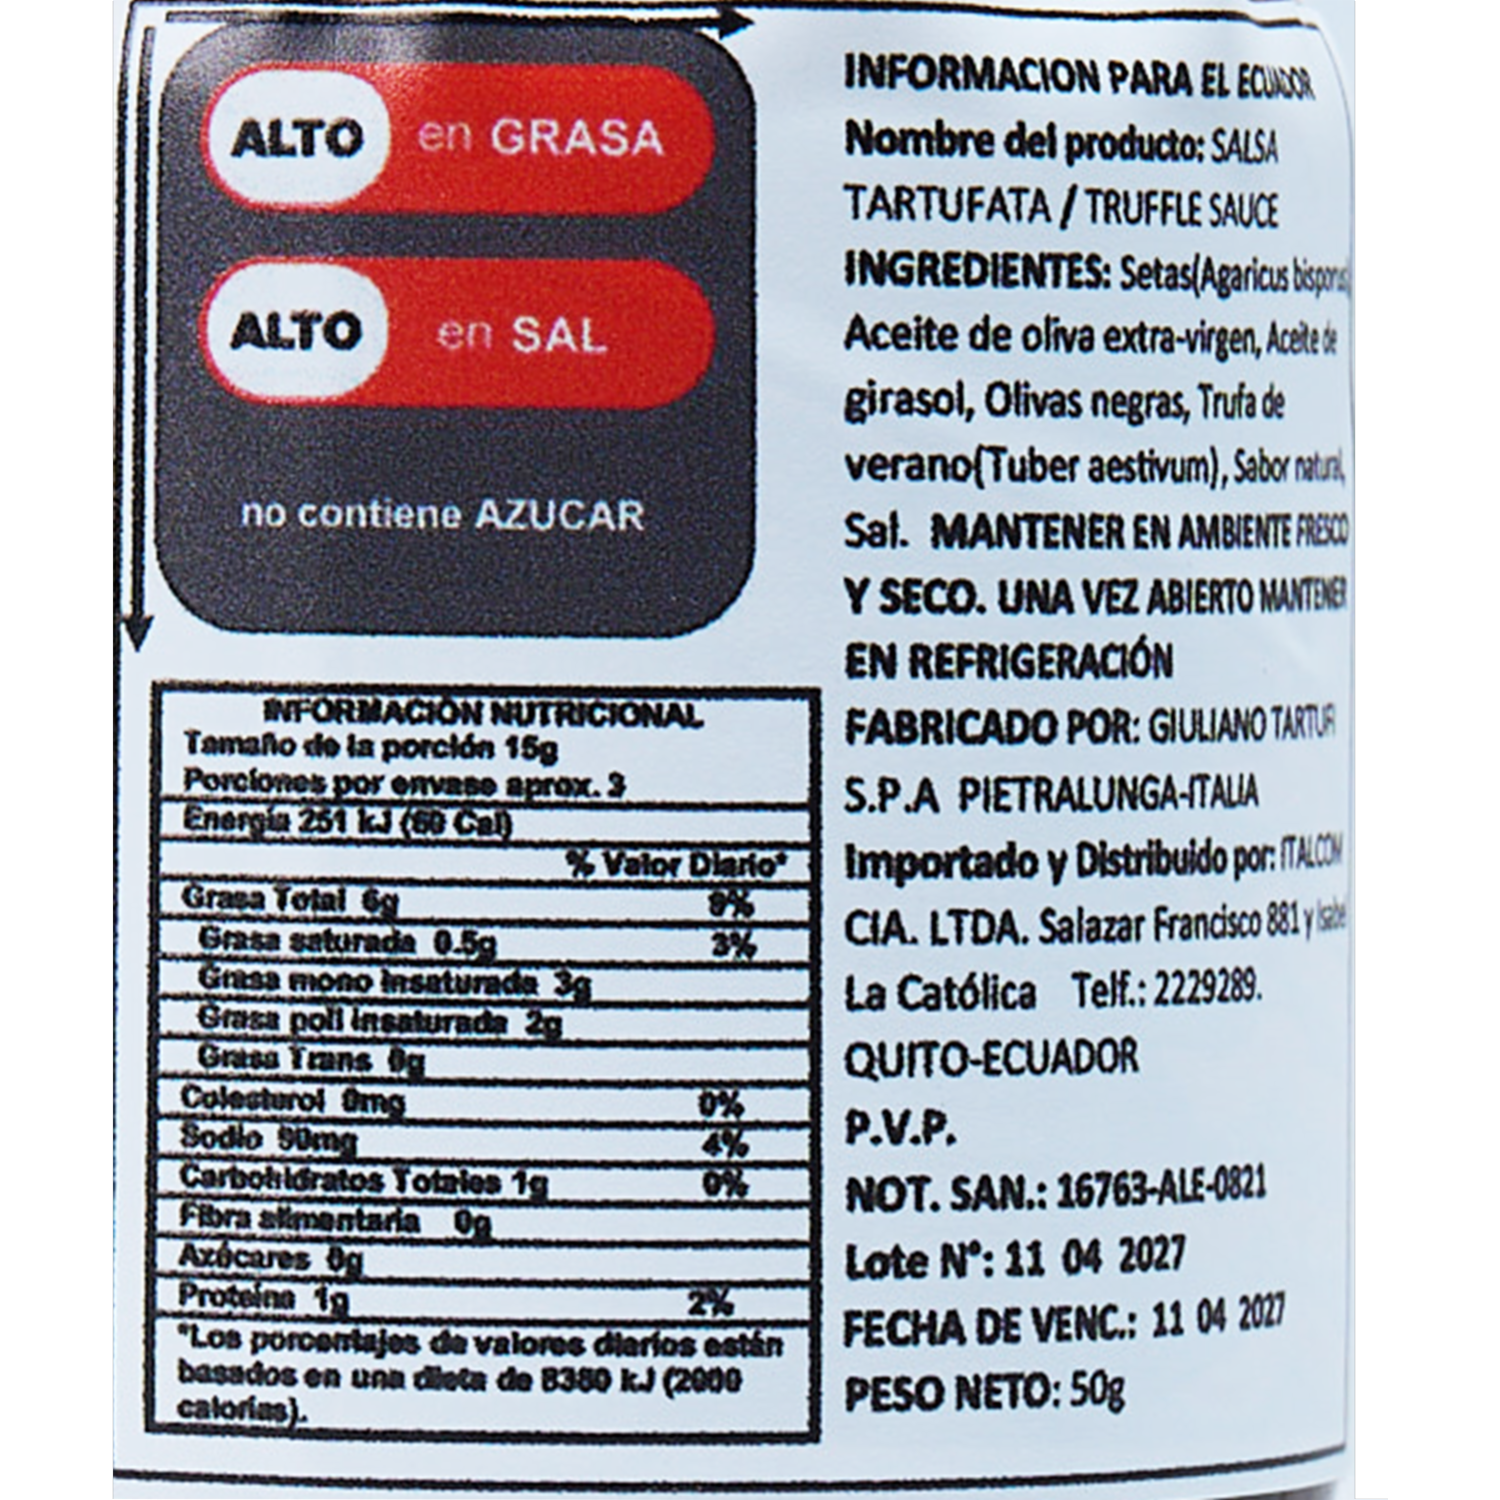 ALTO en GRASA
ALTO en SAL
no contiene AZUCAR
INFORMACIÓN NUTRICIONAL
Tamaño de la porción 15g
Porciones por envase aprox. 3
Energía 251 kJ (60 Cal)
% Valor Diario*
Grasa Total 6g 9%
Grasa saturada 0.5g 3%
Grasa mono insaturada 3g
Grasa poli insaturada 2g
Grasa Trans 0g
Colesterol 0mg 0%
Sodio 90mg 4%
Carbohidratos Totales 1g 0%
Fibra alimentaria 0g
Azúcares 0g
Proteína 1g 2%
*Los porcentajes de valores diarios están
basados en una dieta de 8380 kJ (2000
calorías).
INFORMACION PARA EL ECUADOR
Nombre del producto: SALSA
TARTUFATA / TRUFFLE SAUCE
INGREDIENTES: Setas(Agaricus bisporus)
Aceite de oliva extra-virgen, Aceite de
girasol, Olivas negras, Trufa de
verano(Tuber aestivum), Sabor natural,
Sal. MANTENER EN AMBIENTE FRESCO
Y SECO. UNA VEZ ABIERTO MANTENER
EN REFRIGERACIÓN
FABRICADO POR: GIULIANO TARTUFI
S.P.A PIETRALUNGA-ITALIA
Importado y Distribuido por: ITALCOM
CIA. LTDA. Salazar Francisco 881 y Isabel
La Católica Telf.: 2229289.
QUITO-ECUADOR
P.V.P.
NOT. SAN.: 16763-ALE-0821
Lote N°: 11 04 2027
FECHA DE VENC.: 11 04 2027
PESO NETO: 50g